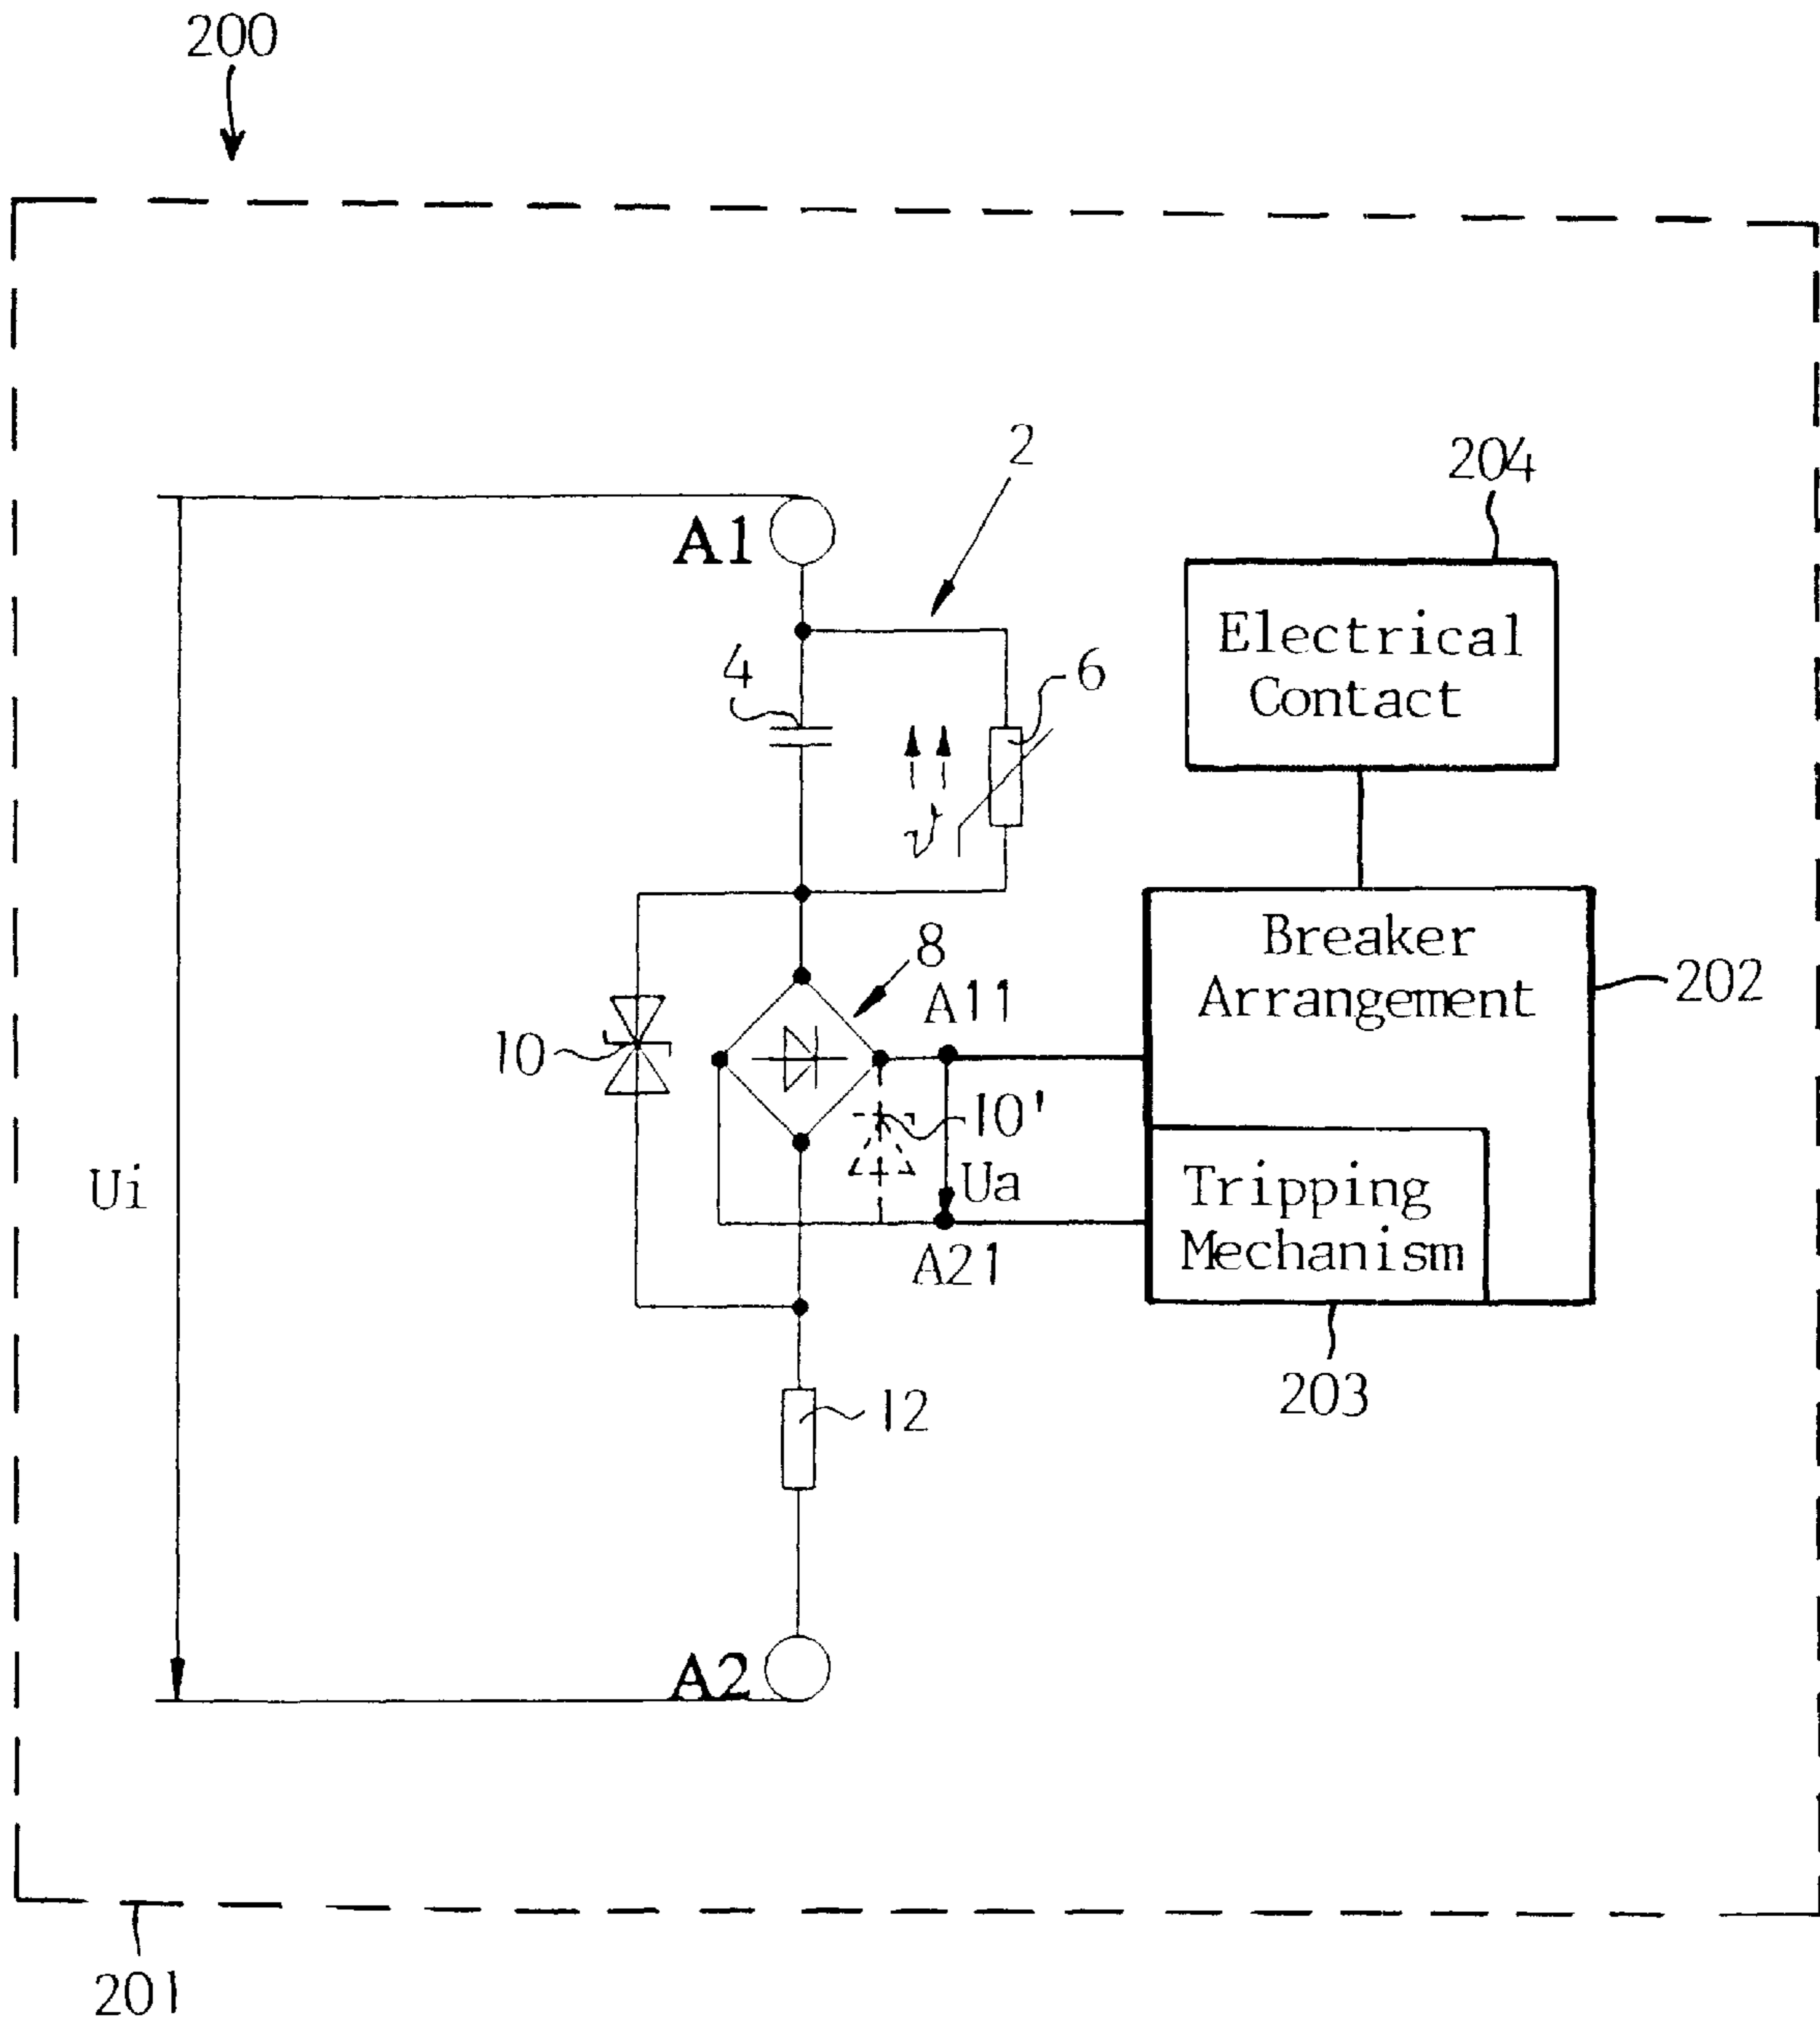 200
2
204
A1
Electrical
Contact
4
6
ϑ
8
Breaker
Arrangement
A11
202
10
10'
Ui
Ua
Tripping
Mechanism
A21
203
12
A2
201